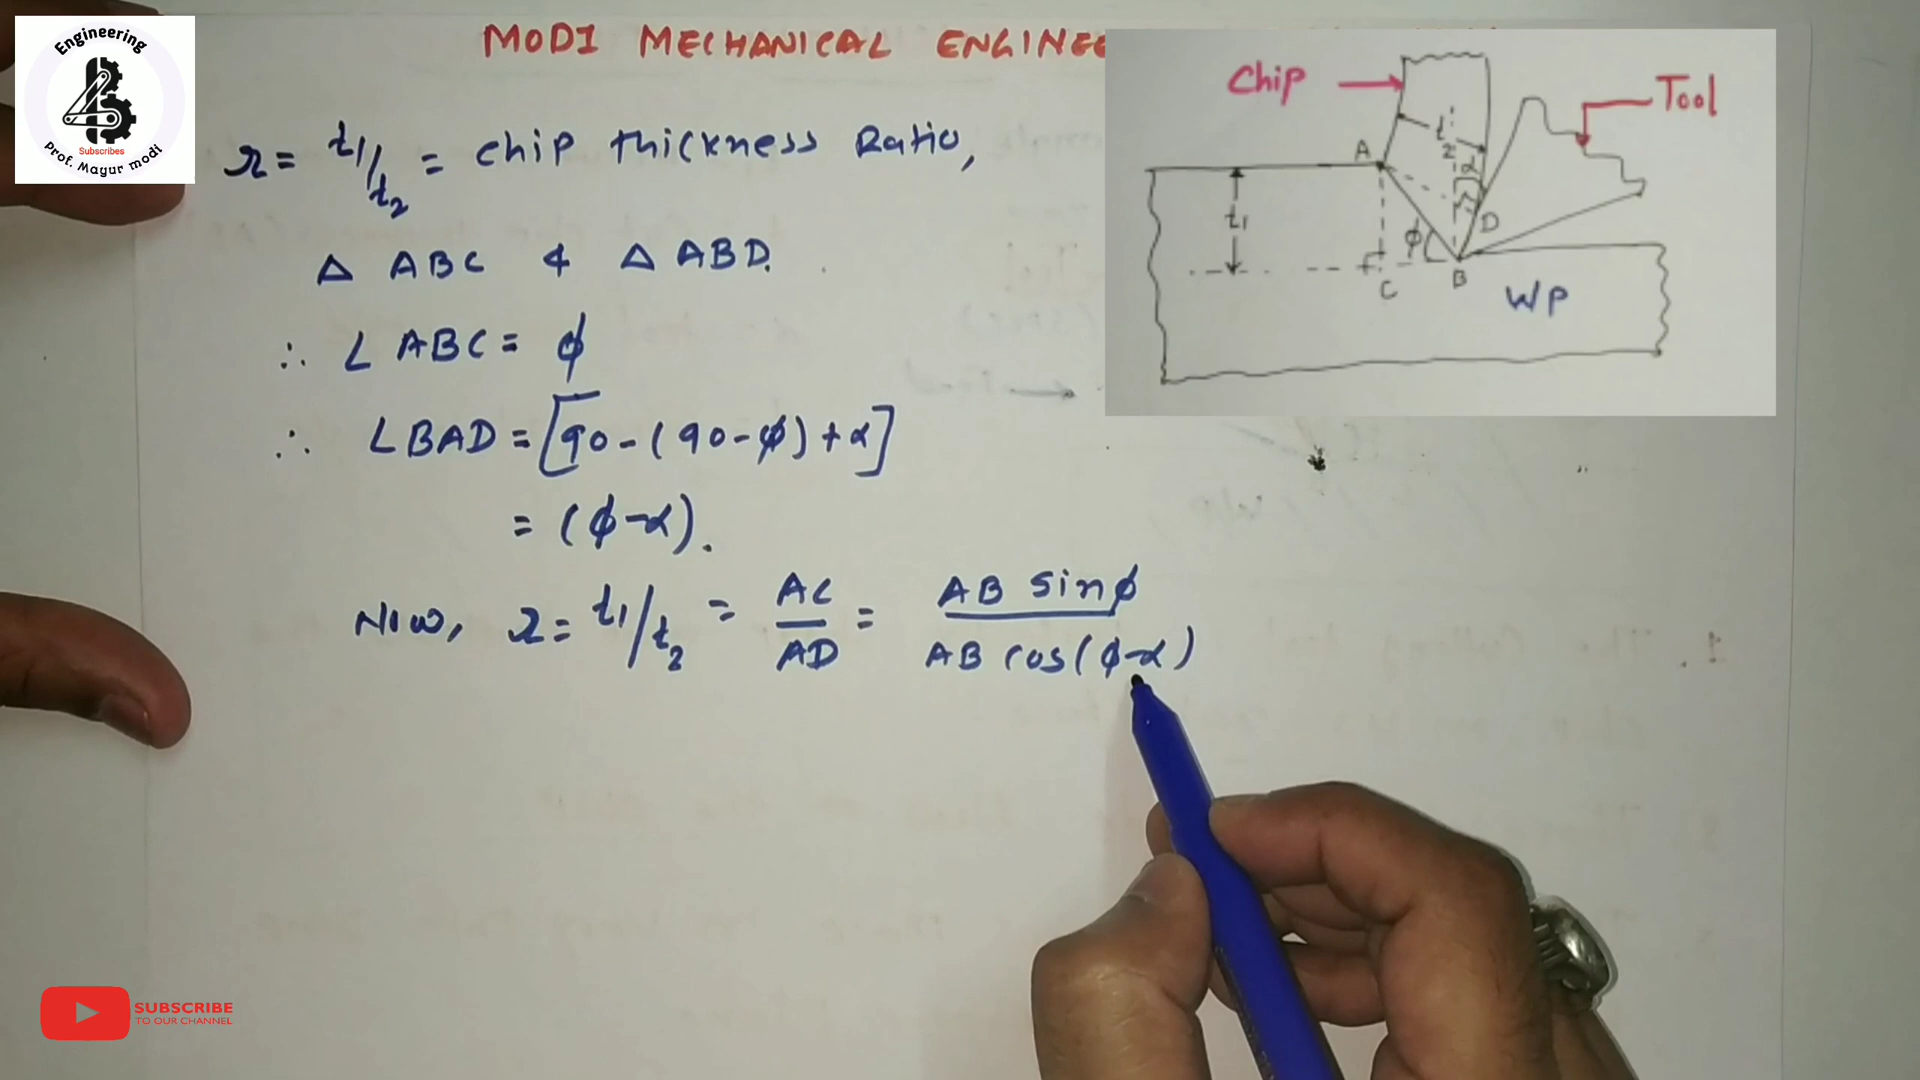 Engineering
Subscribes
Prof. Mayur modi
MODI MECHANICAL ENGINEE
r = t1/t2 = Chip thickness Ratio,
Δ ABC & Δ ABD.
∴ ∠ ABC = ϕ
∴ ∠BAD = [90 - (90 - ϕ) + α]
= (ϕ-α).
Now, r = t1/t2 = AC/AD = AB sinϕ / AB cos(ϕ-α)
Chip
Tool
A
t2
α
t1
ϕ
D
C
B
WP
SUBSCRIBE
TO OUR CHANNEL